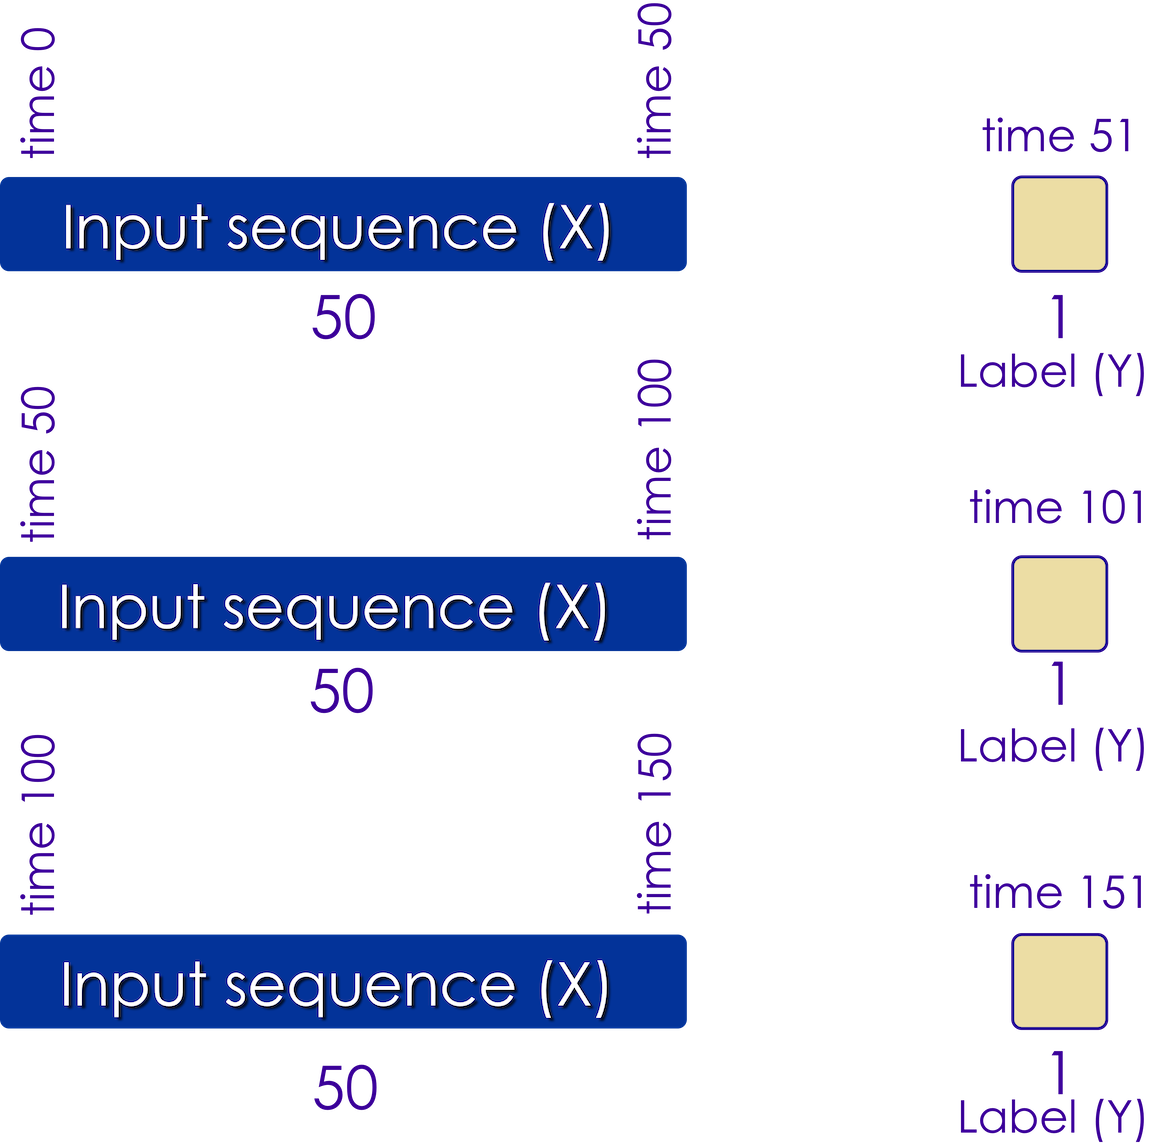 time 0
time 50
time 51
Input sequence (X)
50
1
Label (Y)
time 50
time 100
time 101
Input sequence (X)
50
1
Label (Y)
time 100
time 150
time 151
Input sequence (X)
50
1
Label (Y)